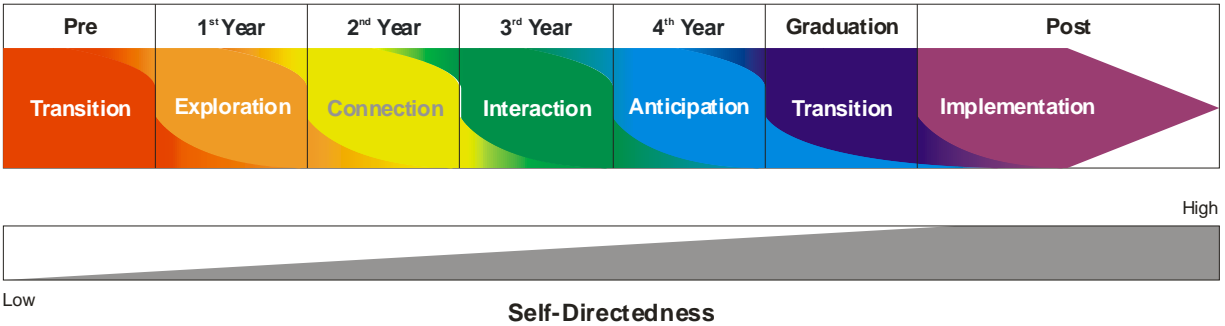 Pre 1st Year 2nd Year 3rd Year 4th Year Graduation Post
Transition Exploration Connection Interaction Anticipation Transition Implementation
High
Low
Self-Directedness